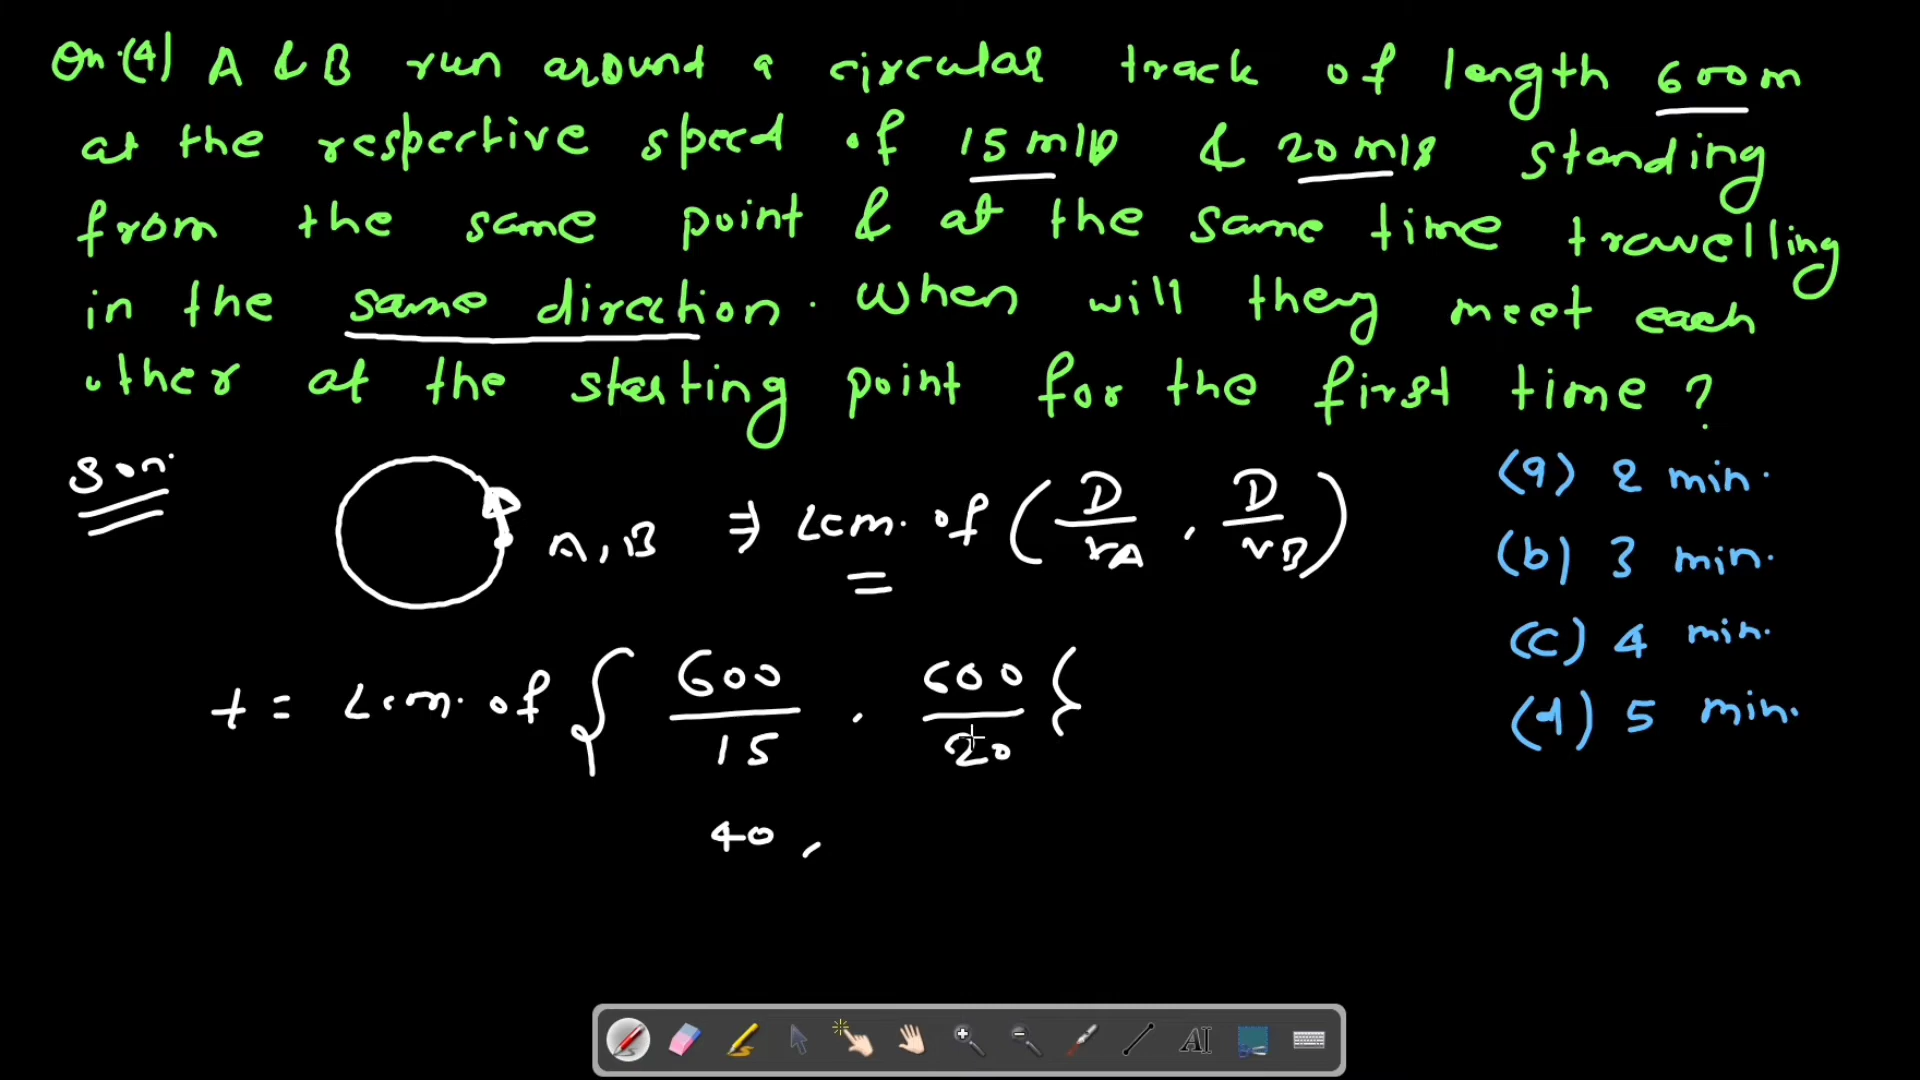 Qn.(4) A & B run around a circular track of length 600m
at the respective speed of 15 m/s & 20 m/s standing
from the same point & at the same time travelling
in the same direction. When will they meet each
other at the starting point for the first time?
Son:
A, B ⇒ Lcm. of (D/vA, D/vB)
t = Lcm. of { 600/15, 600/20 }
40,
(a) 2 min.
(b) 3 min.
(c) 4 min.
(d) 5 min.
AI